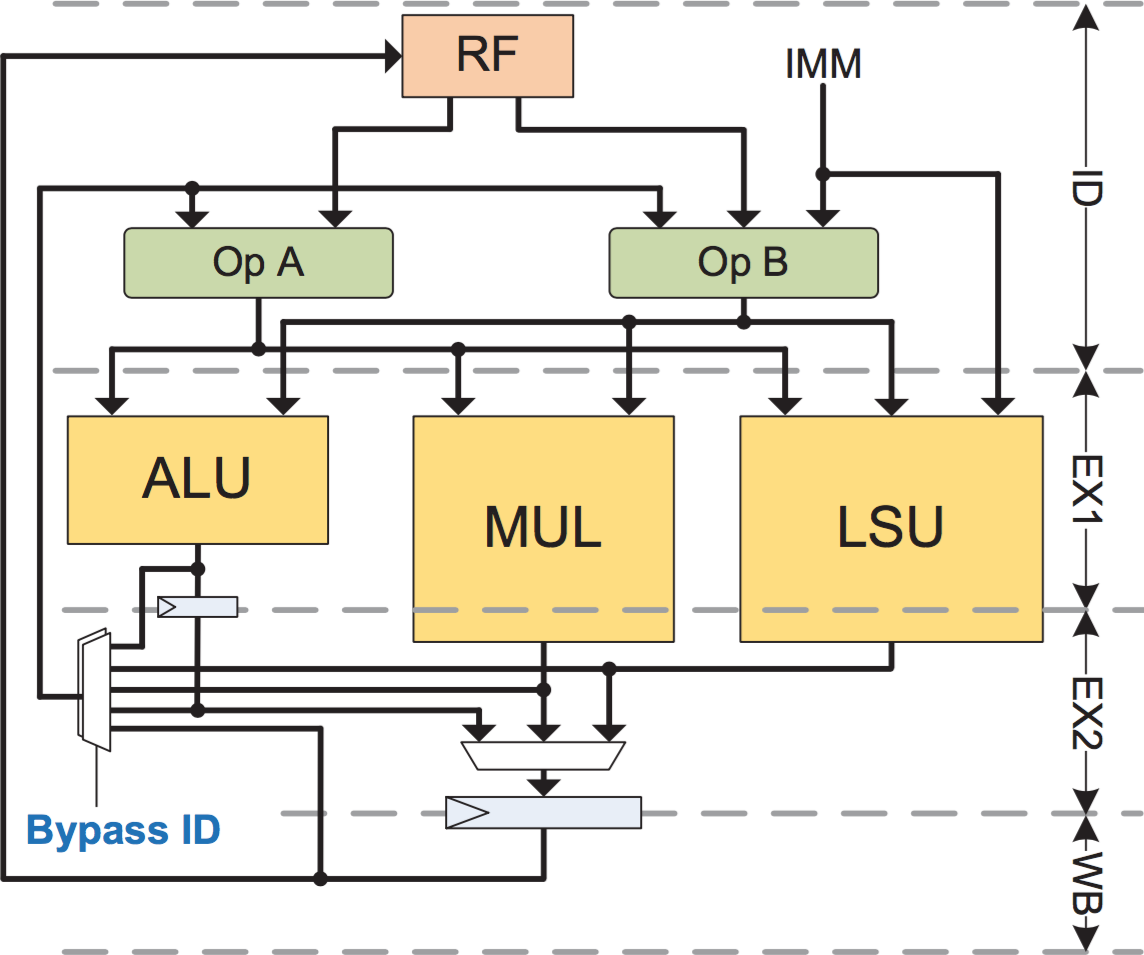 RF
IMM
ID
Op A
Op B
EX1
ALU
MUL
LSU
EX2
Bypass ID
WB